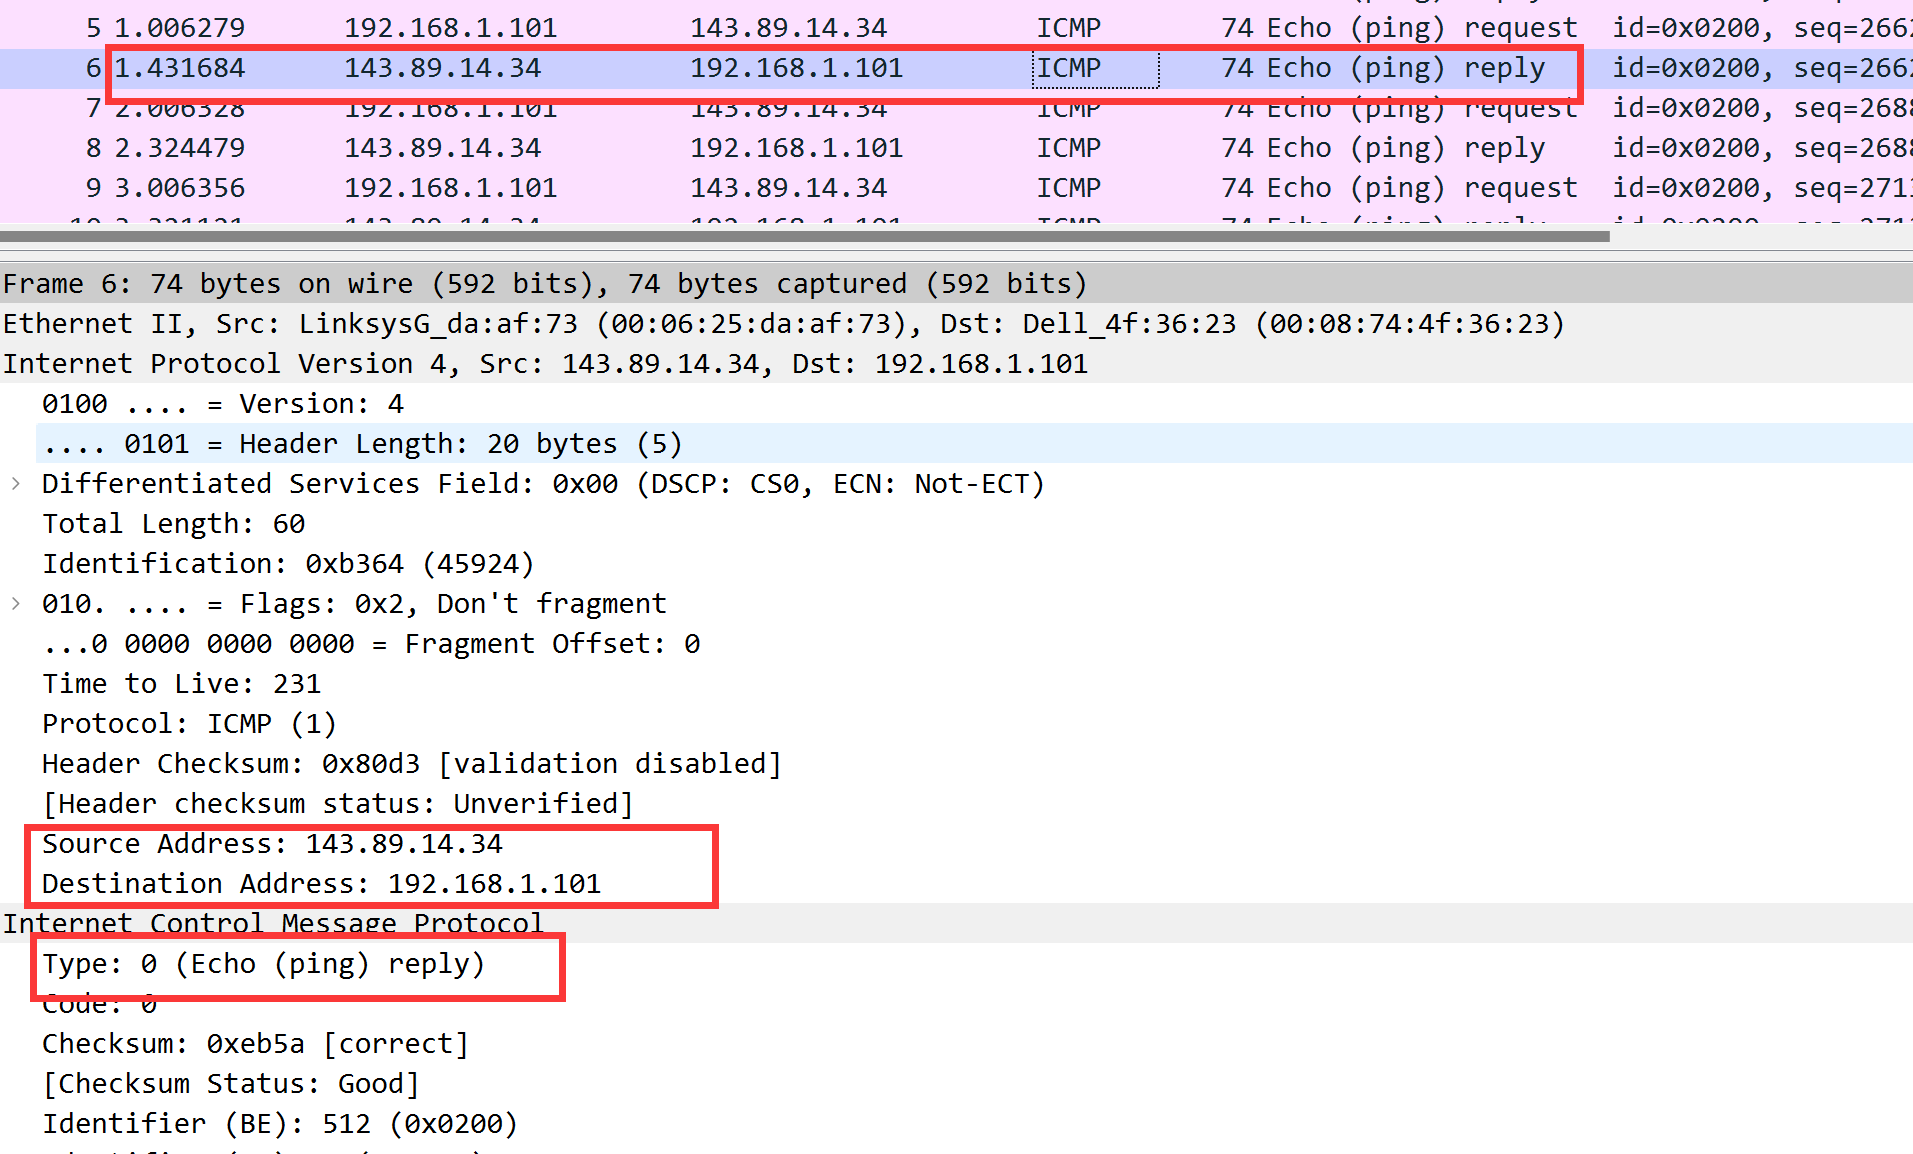 5 1.006279 192.168.1.101 143.89.14.34 ICMP 74 Echo (ping) request id=0x0200, seq=2662
6 1.431684 143.89.14.34 192.168.1.101 ICMP 74 Echo (ping) reply id=0x0200, seq=2662
7 2.006328 192.168.1.101 143.89.14.34 ICMP 74 Echo (ping) request id=0x0200, seq=2688
8 2.324479 143.89.14.34 192.168.1.101 ICMP 74 Echo (ping) reply id=0x0200, seq=2688
9 3.006356 192.168.1.101 143.89.14.34 ICMP 74 Echo (ping) request id=0x0200, seq=2713
Frame 6: 74 bytes on wire (592 bits), 74 bytes captured (592 bits)
Ethernet II, Src: LinksysG_da:af:73 (00:06:25:da:af:73), Dst: Dell_4f:36:23 (00:08:74:4f:36:23)
Internet Protocol Version 4, Src: 143.89.14.34, Dst: 192.168.1.101
0100 .... = Version: 4
.... 0101 = Header Length: 20 bytes (5)
Differentiated Services Field: 0x00 (DSCP: CS0, ECN: Not-ECT)
Total Length: 60
Identification: 0xb364 (45924)
010. .... = Flags: 0x2, Don't fragment
...0 0000 0000 0000 = Fragment Offset: 0
Time to Live: 231
Protocol: ICMP (1)
Header Checksum: 0x80d3 [validation disabled]
[Header checksum status: Unverified]
Source Address: 143.89.14.34
Destination Address: 192.168.1.101
Internet Control Message Protocol
Type: 0 (Echo (ping) reply)
Code: 0
Checksum: 0xeb5a [correct]
[Checksum Status: Good]
Identifier (BE): 512 (0x0200)